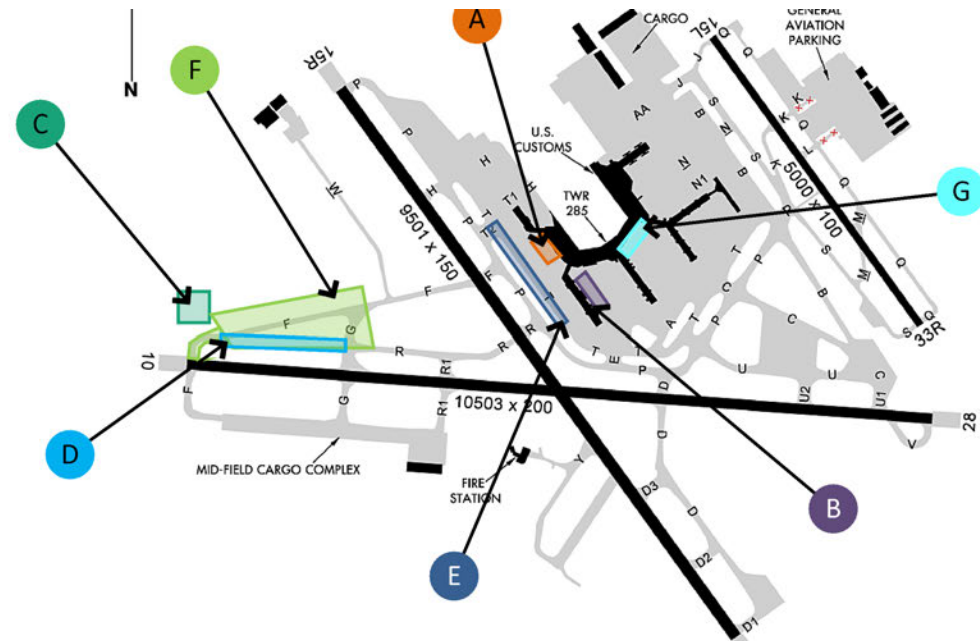 A
CARGO
GENERAL
AVIATION
PARKING
15L
Q
Q
F
15R
P
J
J
S
B
N
K
K
Q
L
N
C
P
H
AA
U.S.
CUSTOMS
S
B
K
5000 x 100
Q
W
H
H
T1
TWR
285
N
N1
B
S
P
G
9501 x 150
P
T
T
T
P
S
M
M
Q
F
F
P
T
C
B
F
G
R
R
R
A
T
P
C
S
Q
33R
10
R1
T
E
T
P
D
U
U
C
F
G
R1
10503 x 200
U2
U1
28
V
D
MID-FIELD CARGO COMPLEX
D
FIRE
STATION
Y
D3
D
B
E
D2
D1